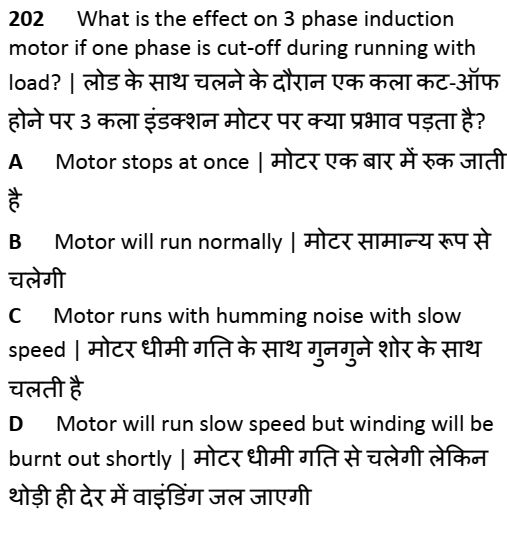 202 What is the effect on 3 phase induction
motor if one phase is cut-off during running with
load? | लोड के साथ चलने के दौरान एक कला कट-ऑफ
होने पर 3 कला इंडक्शन मोटर पर क्या प्रभाव पड़ता है?
A Motor stops at once | मोटर एक बार में रुक जाती
है
B Motor will run normally | मोटर सामान्य रूप से
चलेगी
C Motor runs with humming noise with slow
speed | मोटर धीमी गति के साथ गुनगुने शोर के साथ
चलती है
D Motor will run slow speed but winding will be
burnt out shortly | मोटर धीमी गति से चलेगी लेकिन
थोड़ी ही देर में वाइंडिंग जल जाएगी